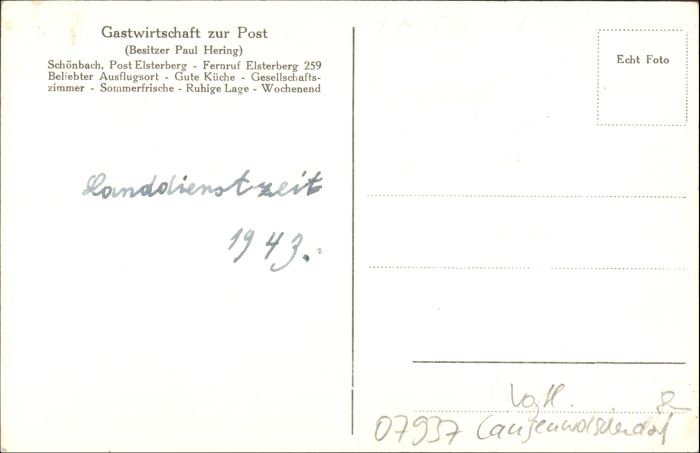 Gastwirtschaft zur Post
(Besitzer Paul Hering)
Schönbach, Post Elsterberg - Fernruf Elsterberg 259
Beliebter Ausflugsort - Gute Küche - Gesellschafts-
zimmer - Sommerfrische - Ruhige Lage - Wochenend
Landdienstzeit
1943.
Echt Foto
Vogtl.
07937 Langenwolschendorf